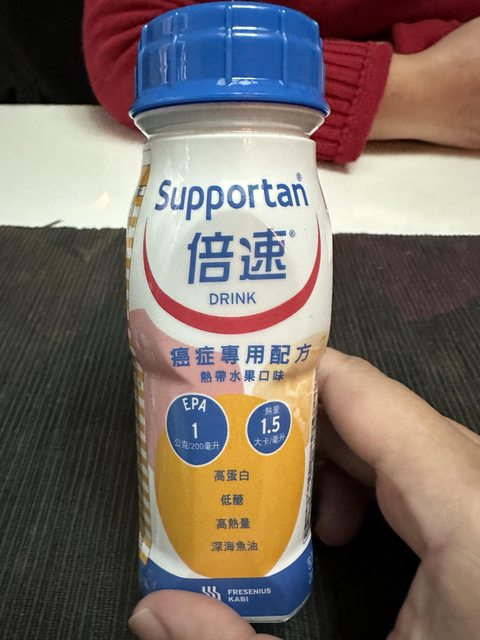 Supportan®
倍速®
DRINK
癌症專用配方
熱帶水果口味
EPA
1
公克/200毫升
熱量
1.5
大卡/毫升
高蛋白
低醣
高熱量
深海魚油
FRESENIUS
KABI